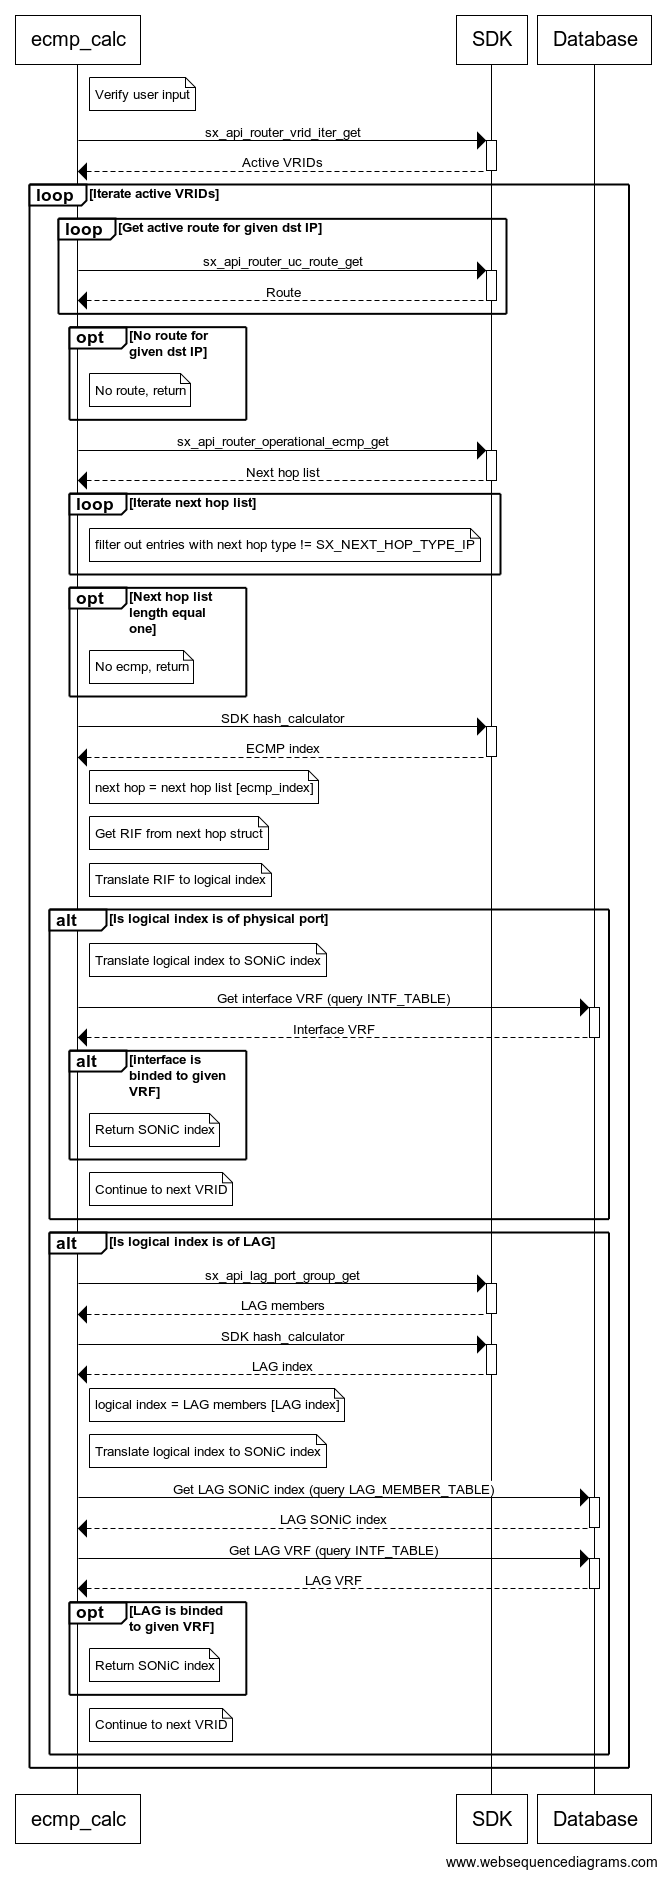 ecmp_calc
SDK
Database
Verify user input
sx_api_router_vrid_iter_get
Active VRIDs
loop
[Iterate active VRIDs]
loop
[Get active route for given dst IP]
sx_api_router_uc_route_get
Route
opt
[No route for
given dst IP]
No route, return
sx_api_router_operational_ecmp_get
Next hop list
loop
[Iterate next hop list]
filter out entries with next hop type != SX_NEXT_HOP_TYPE_IP
opt
[Next hop list
length equal
one]
No ecmp, return
SDK hash_calculator
ECMP index
next hop = next hop list [ecmp_index]
Get RIF from next hop struct
Translate RIF to logical index
alt
[Is logical index is of physical port]
Translate logical index to SONiC index
Get interface VRF (query INTF_TABLE)
Interface VRF
alt
[interface is
binded to given
VRF]
Return SONiC index
Continue to next VRID
alt
[Is logical index is of LAG]
sx_api_lag_port_group_get
LAG members
SDK hash_calculator
LAG index
logical index = LAG members [LAG index]
Translate logical index to SONiC index
Get LAG SONiC index (query LAG_MEMBER_TABLE)
LAG SONiC index
Get LAG VRF (query INTF_TABLE)
LAG VRF
opt
[LAG is binded
to given VRF]
Return SONiC index
Continue to next VRID
ecmp_calc
SDK
Database
www.websequencediagrams.com